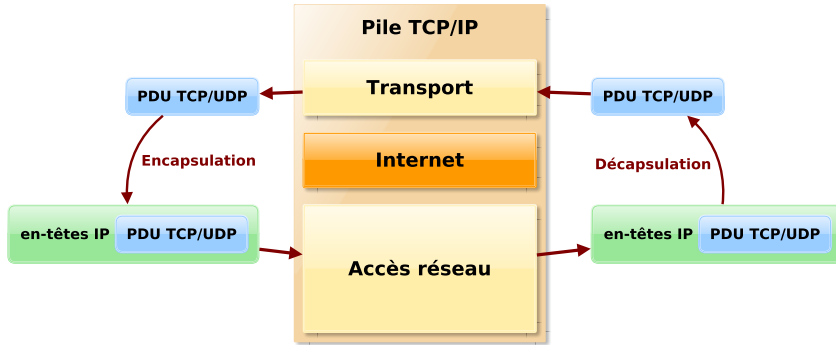 Pile TCP/IP
Transport
PDU TCP/UDP
PDU TCP/UDP
Encapsulation
Internet
Décapsulation
en-têtes IP PDU TCP/UDP
Accès réseau
en-têtes IP PDU TCP/UDP